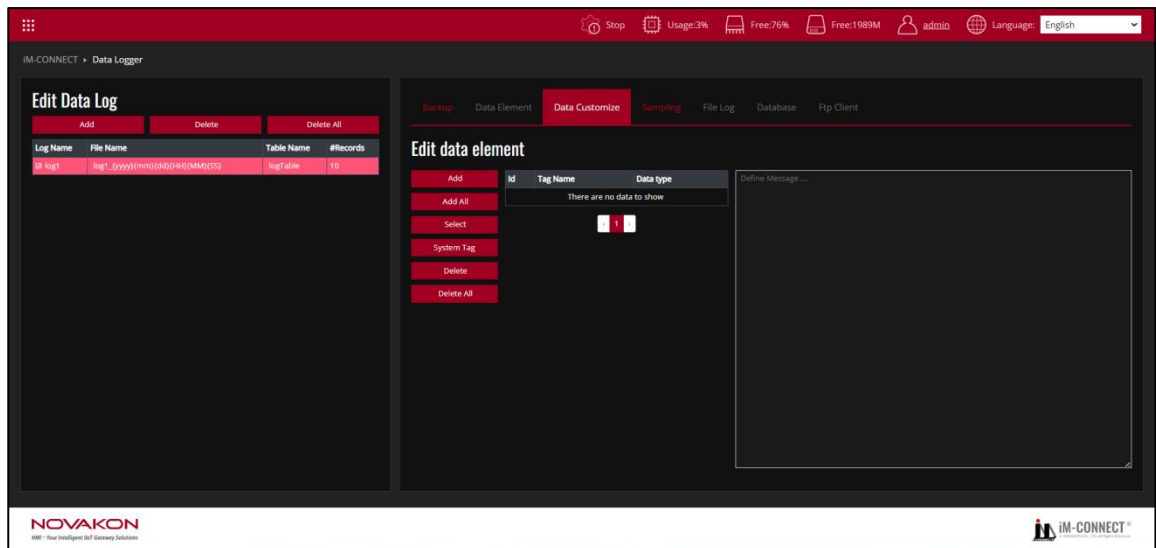 Stop Usage:3% Free:76% Free:1989M admin Language: English
iM-CONNECT ▸ Data Logger
Edit Data Log
Add Delete Delete All
Log Name File Name Table Name #Records
log1 log1_{yyyy}{mm}{dd}{HH}{MM}{SS} logTable 10
Backup Data Element Data Customize Sampling File Log Database Ftp Client
Edit data element
Add
Add All
Select
System Tag
Delete
Delete All
Id Tag Name Data type
There are no data to show
‹ 1 ›
Define Message ....
NOVAKON
HMI · Your Intelligent IIoT Gateway Solutions
iM-CONNECT